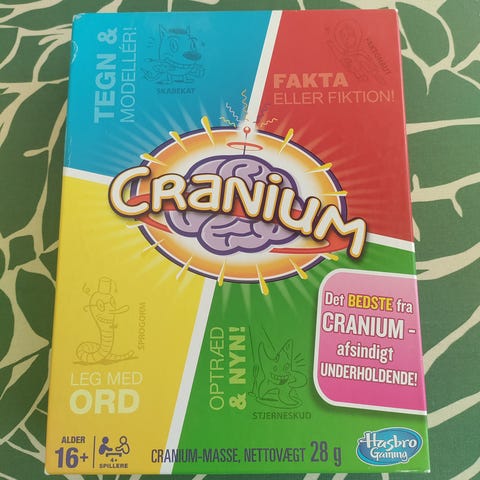 TEGN &
MODELLÉR!
SKABEKAT
FAKTA
ELLER FIKTION!
CRANIUM
Det BEDSTE fra
CRANIUM –
afsindigt
UNDERHOLDENDE!
SPROGORM
LEG MED
ORD
OPTRÆD
& NYN!
STJERNESKUD
ALDER
16+
4+
SPILLERE
CRANIUM-MASSE, NETTOVÆGT 28 g
Hasbro
Gaming